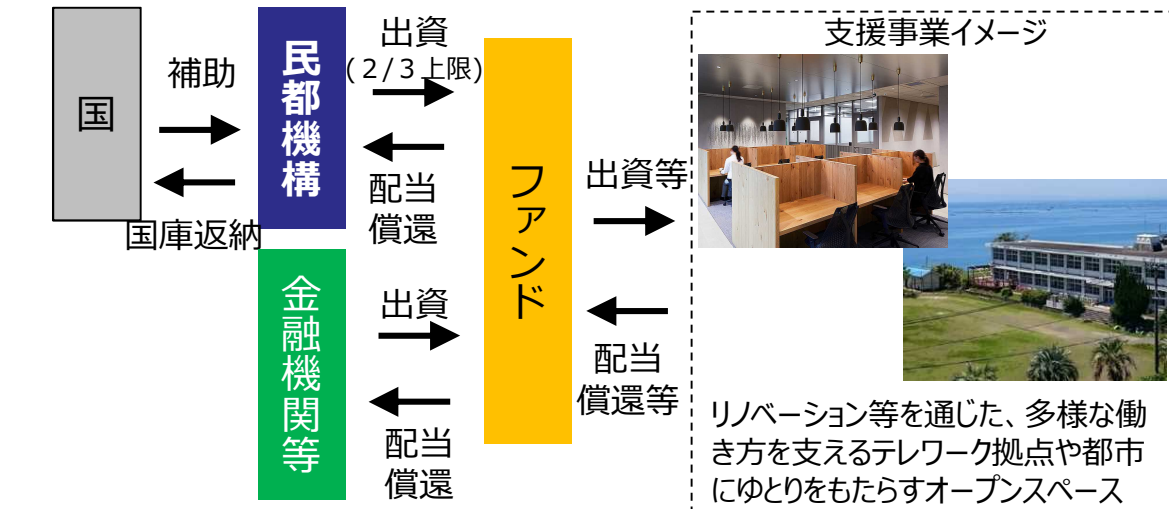 国
補助
国庫返納
民都機構
出資
(２/３上限)
配当
償還
金融機関等
出資
配当
償還
ファンド
出資等
配当
償還等
支援事業イメージ
リノベーション等を通じた、多様な働
き方を支えるテレワーク拠点や都市
にゆとりをもたらすオープンスペース